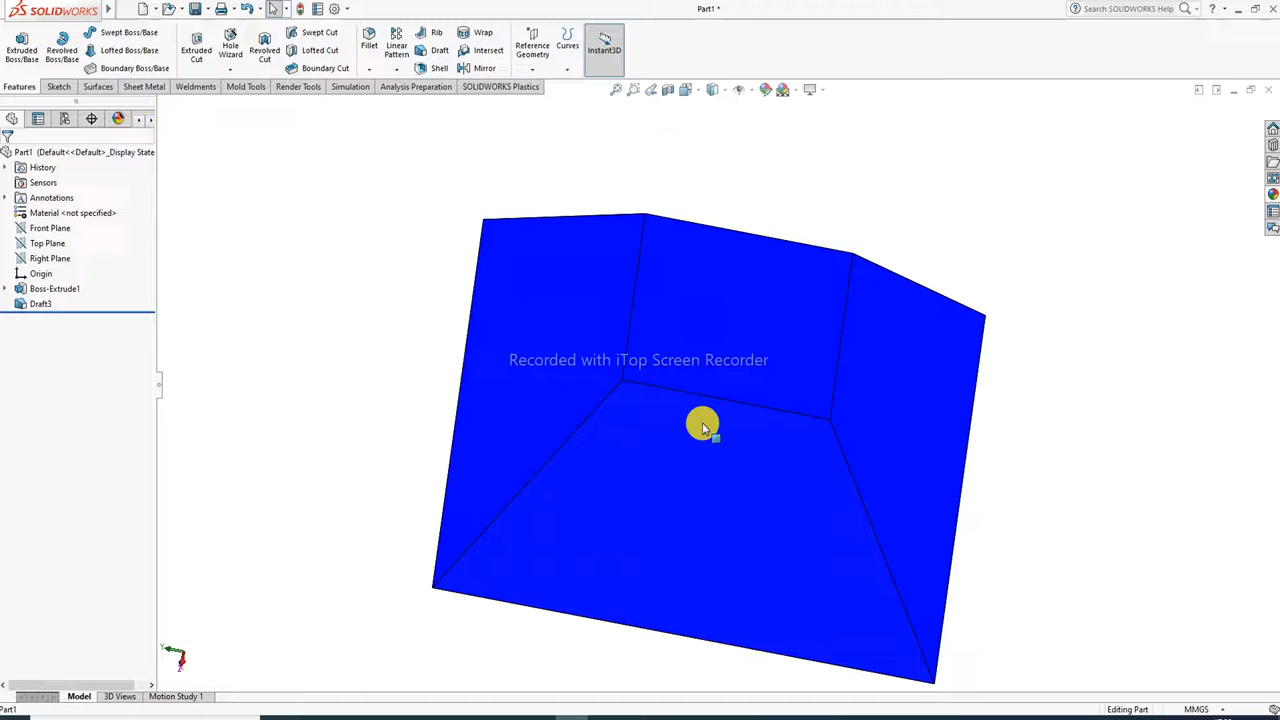 SOLIDWORKS
Part1 *
Search SOLIDWORKS Help
Extruded Boss/Base
Revolved Boss/Base
Swept Boss/Base
Lofted Boss/Base
Boundary Boss/Base
Extruded Cut
Hole Wizard
Revolved Cut
Swept Cut
Lofted Cut
Boundary Cut
Fillet
Linear Pattern
Rib
Draft
Shell
Wrap
Intersect
Mirror
Reference Geometry
Curves
Instant3D
Features Sketch Surfaces Sheet Metal Weldments Mold Tools Render Tools Simulation Analysis Preparation SOLIDWORKS Plastics
Part1 (Default<<Default>_Display State
History
Sensors
Annotations
Material <not specified>
Front Plane
Top Plane
Right Plane
Origin
Boss-Extrude1
Draft3
Recorded with iTop Screen Recorder
Y
Model 3D Views Motion Study 1
Part1
Editing Part
MMGS